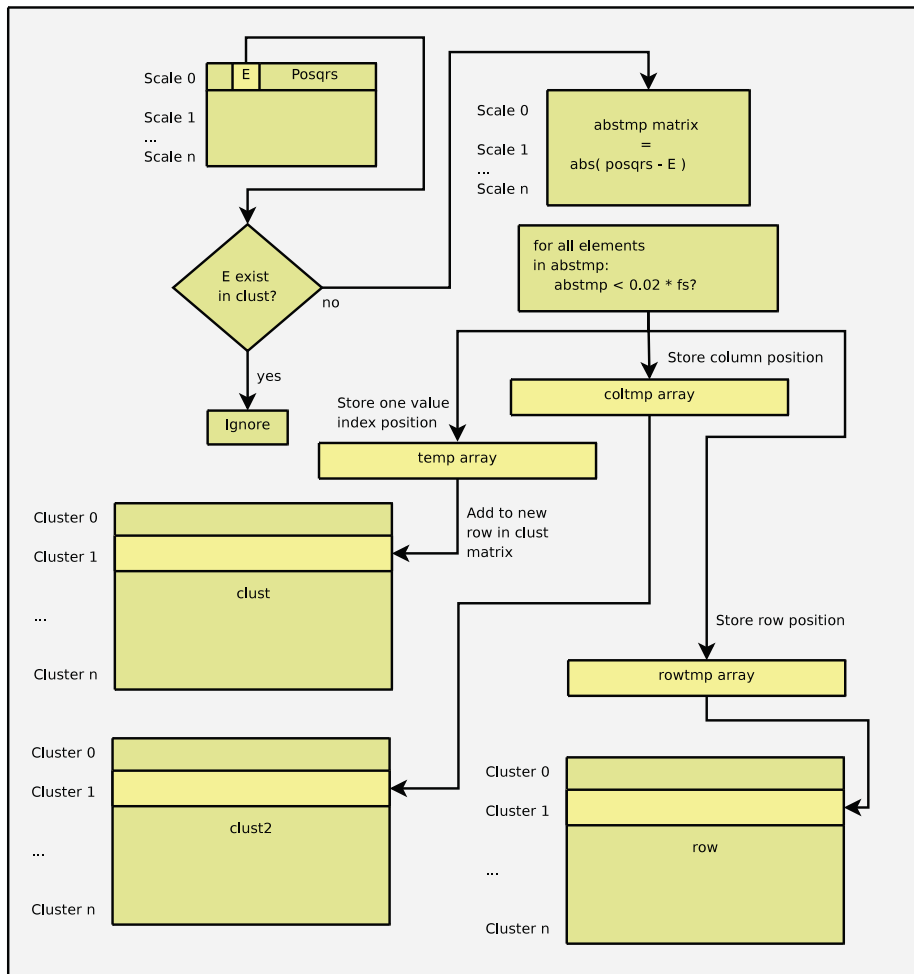 Scale 0
E
Posqrs
Scale 1
...
Scale n
Scale 0
Scale 1
...
Scale n
abstmp matrix
=
abs( posqrs - E )
E exist
in clust?
no
yes
Ignore
for all elements
in abstmp:
abstmp < 0.02 * fs?
Store column position
coltmp array
Store one value
index position
temp array
Add to new
row in clust
matrix
Cluster 0
Cluster 1
clust
...
Cluster n
Store row position
rowtmp array
Cluster 0
Cluster 1
clust2
...
Cluster n
Cluster 0
Cluster 1
row
...
Cluster n